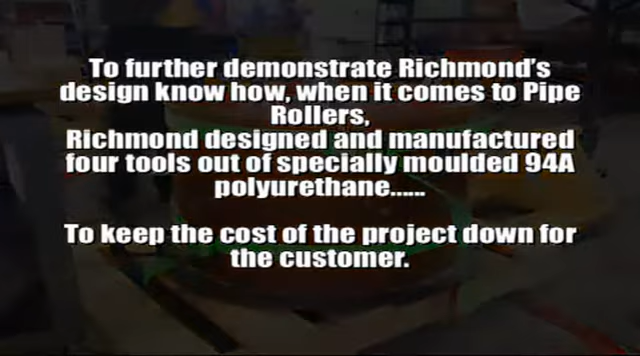 To further demonstrate Richmond's
design know how, when it comes to Pipe
Rollers,
Richmond designed and manufactured
four tools out of specially moulded 94A
polyurethane......
To keep the cost of the project down for
the customer.